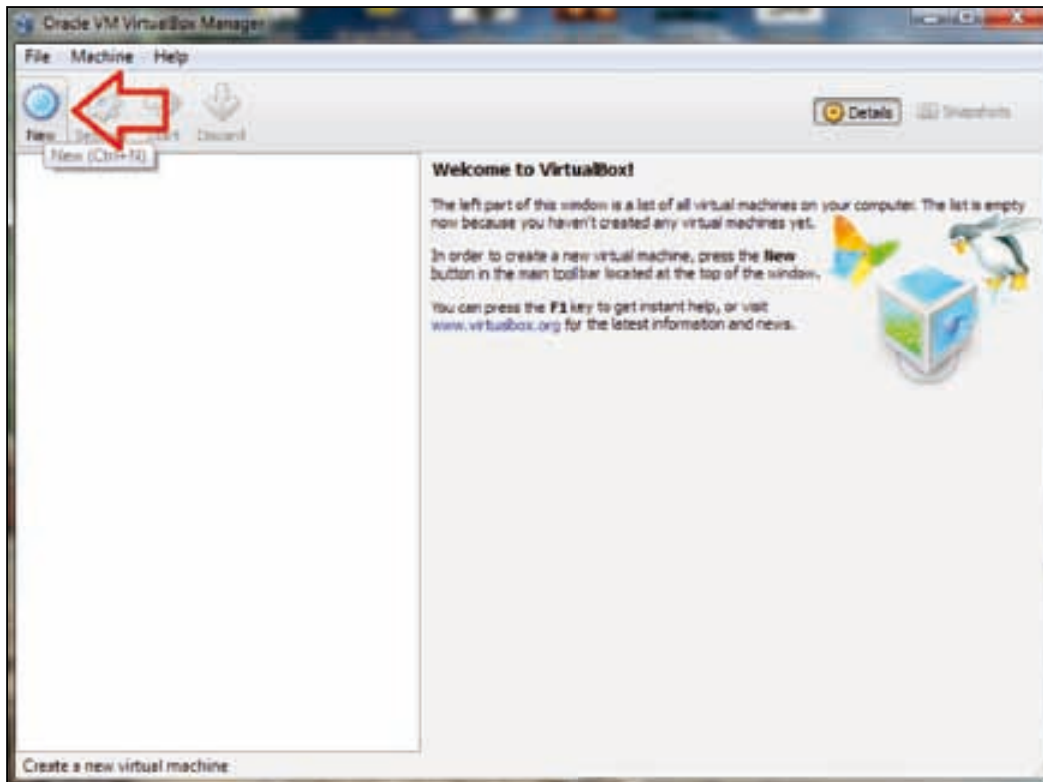 Oracle VM VirtualBox Manager
File Machine Help
New Discard
Details Snapshots
New (Ctrl+N)
Welcome to VirtualBox!
The left part of this window is a list of all virtual machines on your computer. The list is empty
now because you haven't created any virtual machines yet.
In order to create a new virtual machine, press the New
button in the main toolbar located at the top of the window.
You can press the F1 key to get instant help, or visit
www.virtualbox.org for the latest information and news.
Create a new virtual machine